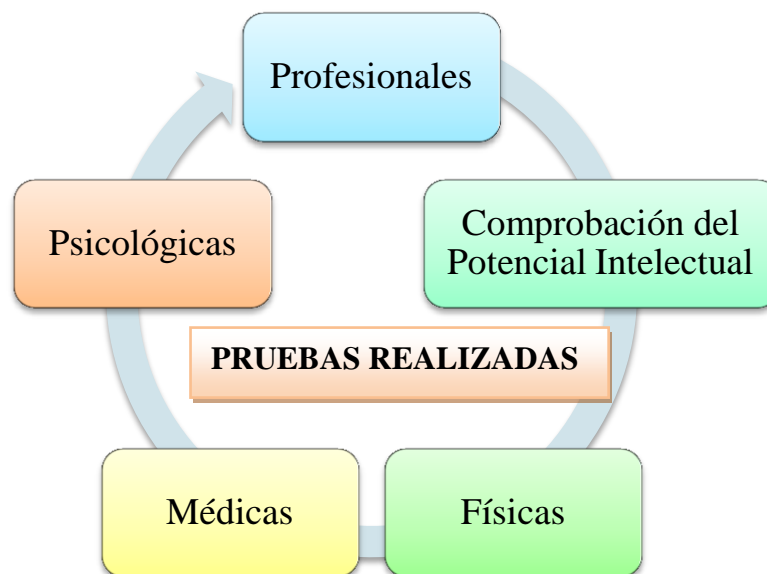 Profesionales
Comprobación del
Potencial Intelectual
Psicológicas
PRUEBAS REALIZADAS
Médicas
Físicas